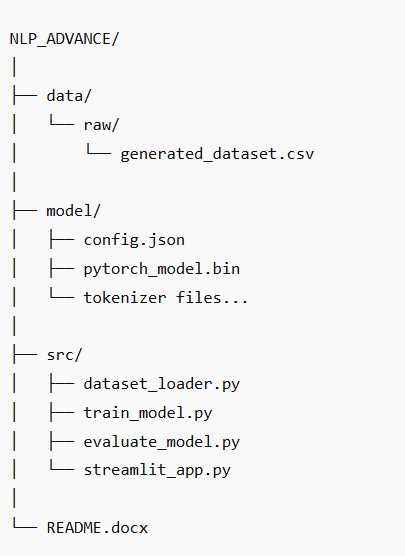 NLP_ADVANCE/
│
├── data/
│   └── raw/
│       └── generated_dataset.csv
│
├── model/
│   ├── config.json
│   ├── pytorch_model.bin
│   └── tokenizer files...
│
├── src/
│   ├── dataset_loader.py
│   ├── train_model.py
│   ├── evaluate_model.py
│   └── streamlit_app.py
│
└── README.docx